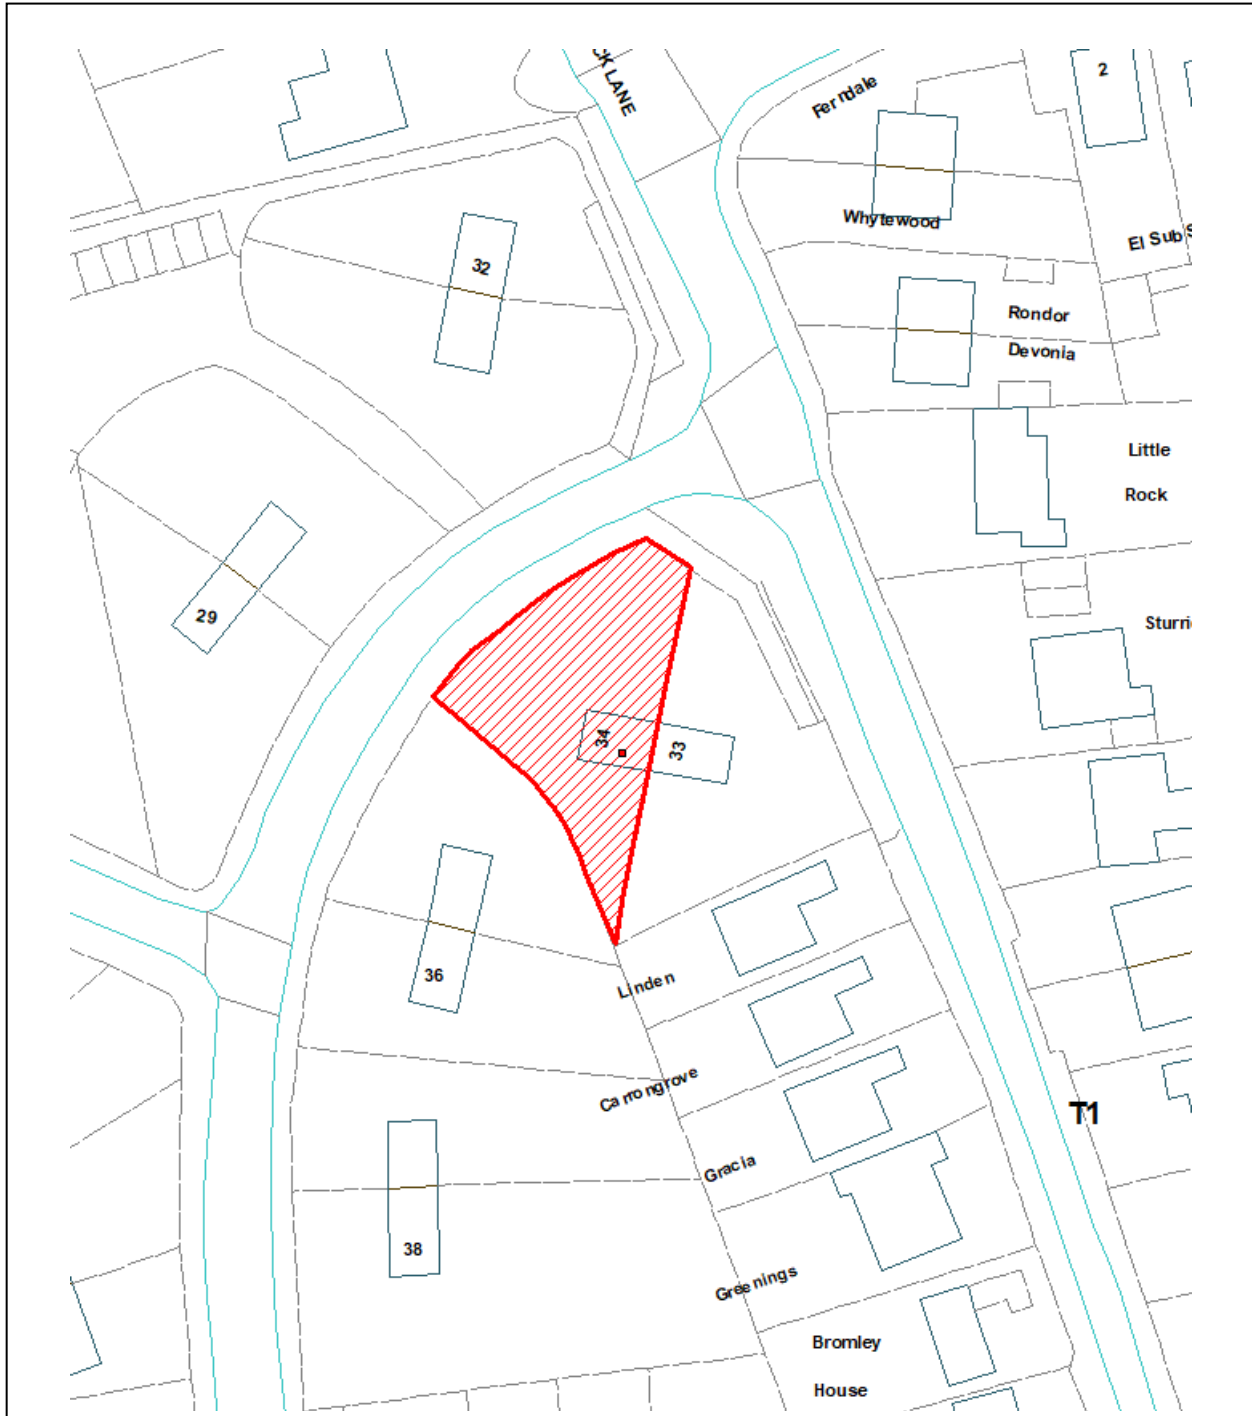 CK LANE
Ferndale
2
Whytewood
El Sub S
32
Rondor
Devonia
Little
Rock
29
Sturri
34
33
36
Linden
Carrongrove
T1
Gracia
38
Greenings
Bromley
House